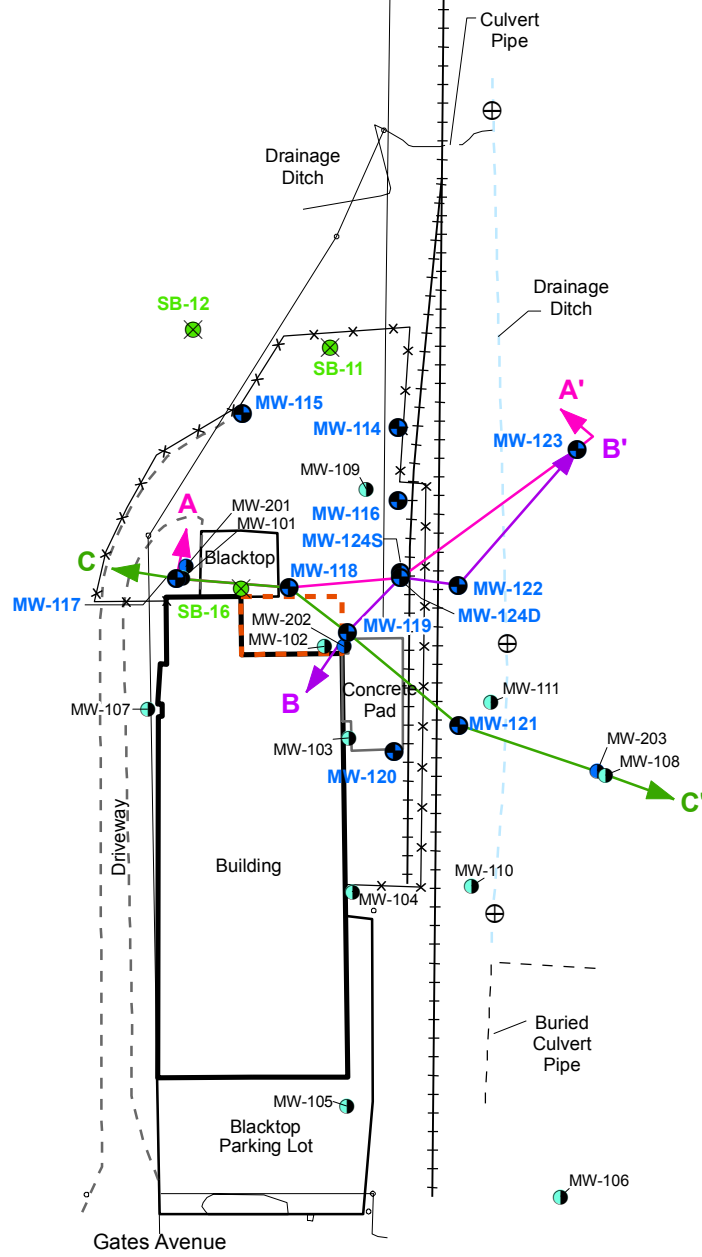 Culvert
Pipe
Drainage
Ditch
Drainage
Ditch
SB-12
SB-11
A'
MW-115
MW-114
MW-123
B'
MW-109
A
MW-201
MW-101
MW-116
MW-124S
Blacktop
C
MW-118
MW-122
MW-117
SB-16
MW-124D
MW-202
MW-119
MW-102
B
Concrete
Pad
MW-111
MW-107
MW-121
MW-103
MW-203
MW-120
MW-108
C'
Driveway
Building
MW-110
MW-104
Buried
Culvert
Pipe
MW-105
Blacktop
Parking Lot
MW-106
Gates Avenue